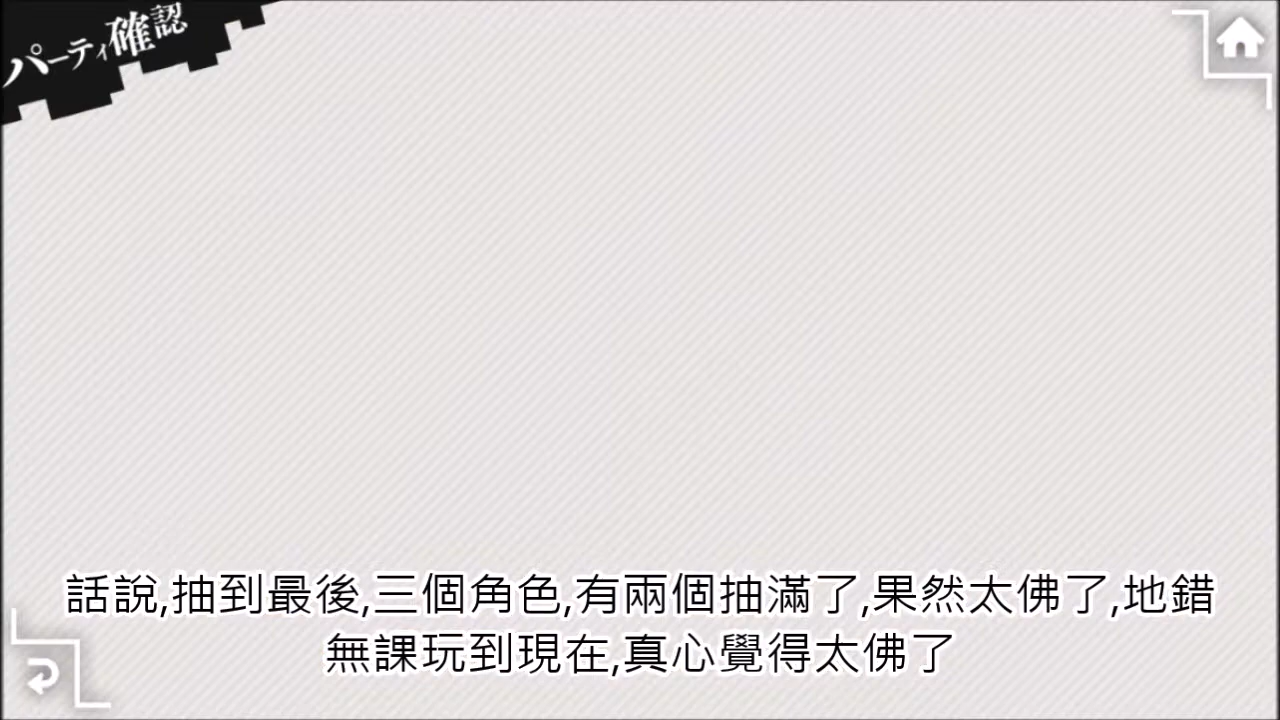 パーティ確認
話說,抽到最後,三個角色,有兩個抽滿了,果然太佛了,地錯
無課玩到現在,真心覺得太佛了